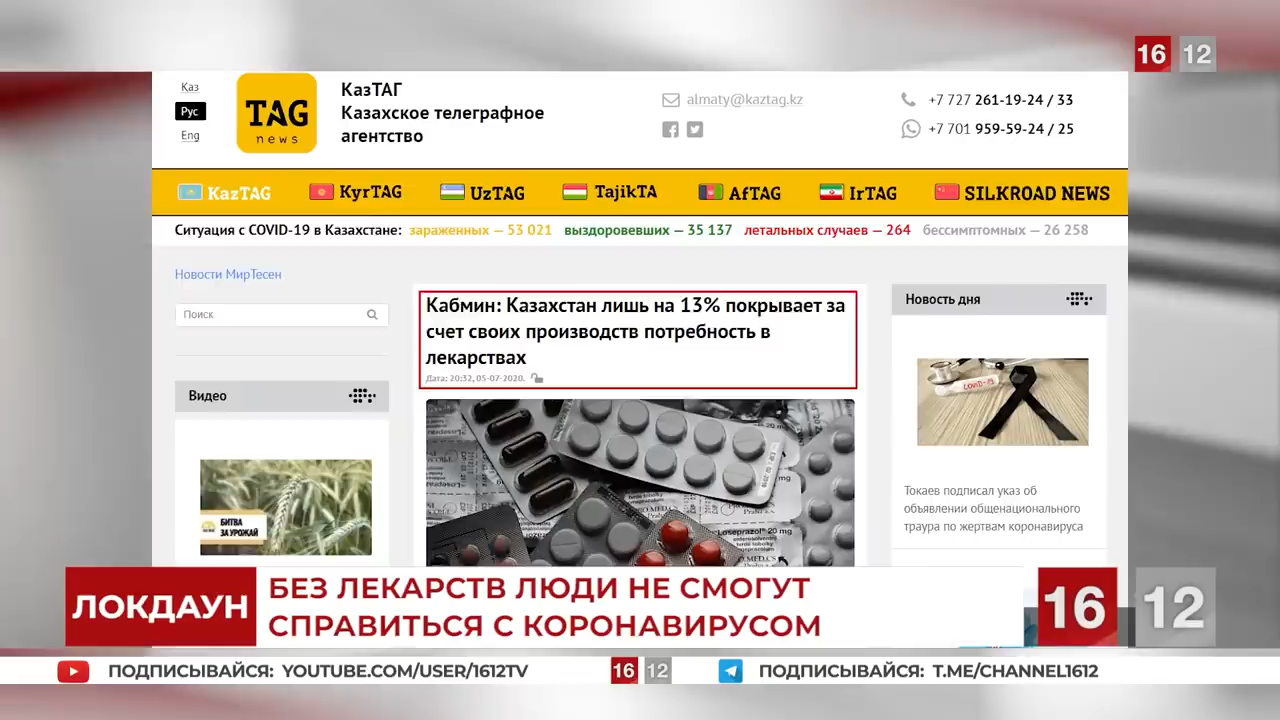 16 12
Каз
Рус
Eng
TAG
news
КазТАГ
Казахское телеграфное
агентство
almaty@kaztag.kz
+7 727 261-19-24 / 33
+7 701 959-59-24 / 25
KazTAG KyrTAG UzTAG TajikTA AfTAG IrTAG SILKROAD NEWS
Ситуация с COVID-19 в Казахстане: зараженных — 53 021 выздоровевших — 35 137 летальных случаев — 264 бессимптомных — 26 258
Новости МирТесен
Поиск
Видео
БИТВА
ЗА УРОЖАЙ
Кабмин: Казахстан лишь на 13% покрывает за
счет своих производств потребность в
лекарствах
Дата: 20:32, 05-07-2020.
Loseprazol® 20 mg
Новость дня
COVID-19
Токаев подписал указ об
объявлении общенационального
траура по жертвам коронавируса
ЛОКДАУН
БЕЗ ЛЕКАРСТВ ЛЮДИ НЕ СМОГУТ
СПРАВИТЬСЯ С КОРОНАВИРУСОМ
16 12
ПОДПИСЫВАЙСЯ: YOUTUBE.COM/USER/1612TV
16 12
ПОДПИСЫВАЙСЯ: T.ME/CHANNEL1612